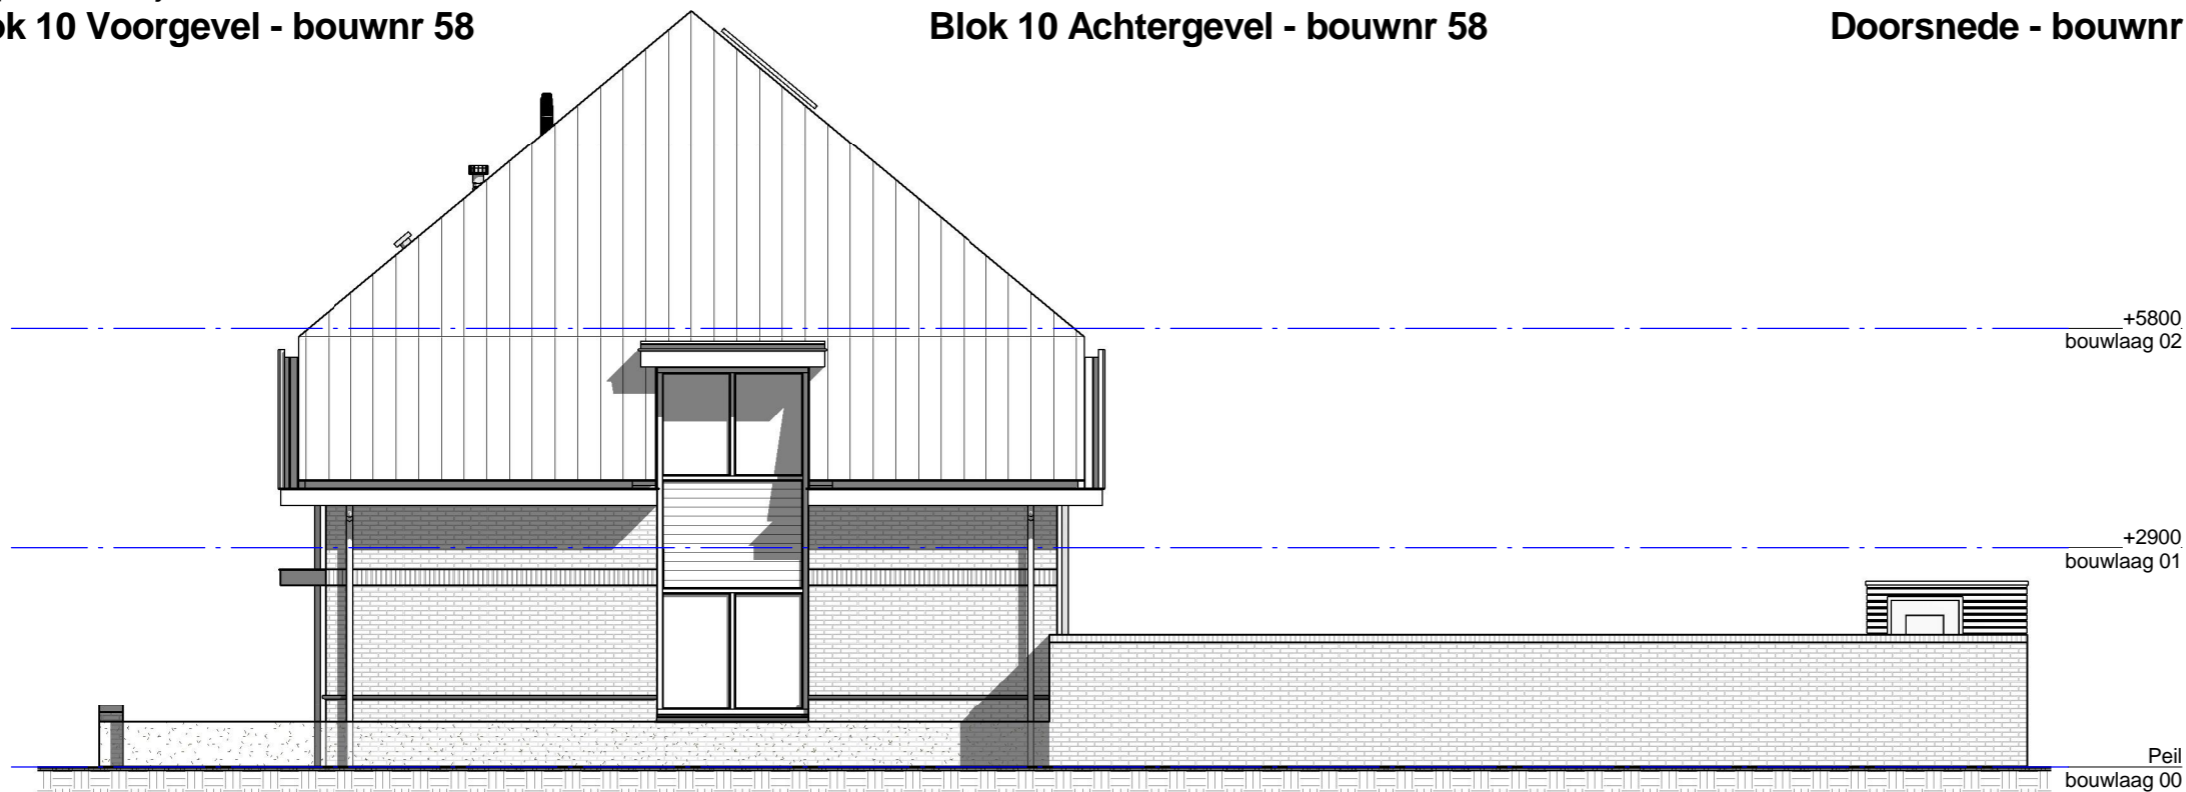 ok 10 Voorgevel - bouwnr 58
Blok 10 Achtergevel - bouwnr 58
Doorsnede - bouwnr
+5800
bouwlaag 02
+2900
bouwlaag 01
Peil
bouwlaag 00